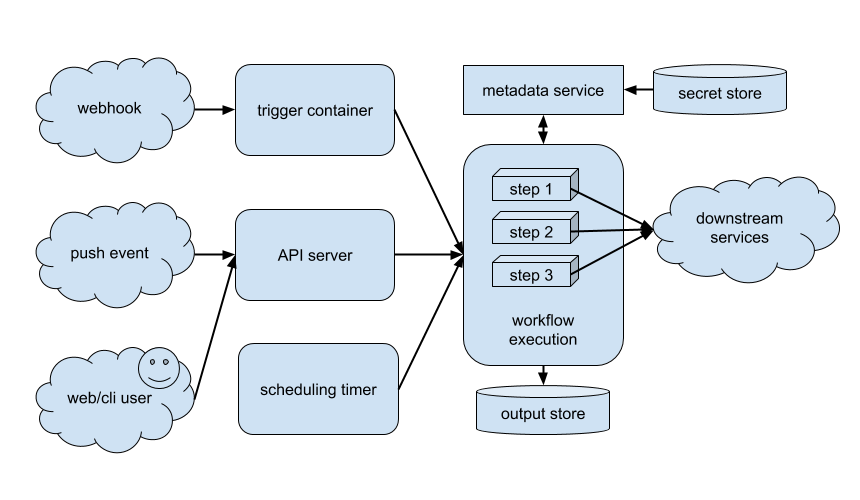 webhook
trigger container
metadata service
secret store
push event
API server
step 1
step 2
step 3
workflow
execution
downstream
services
web/cli user
scheduling timer
output store